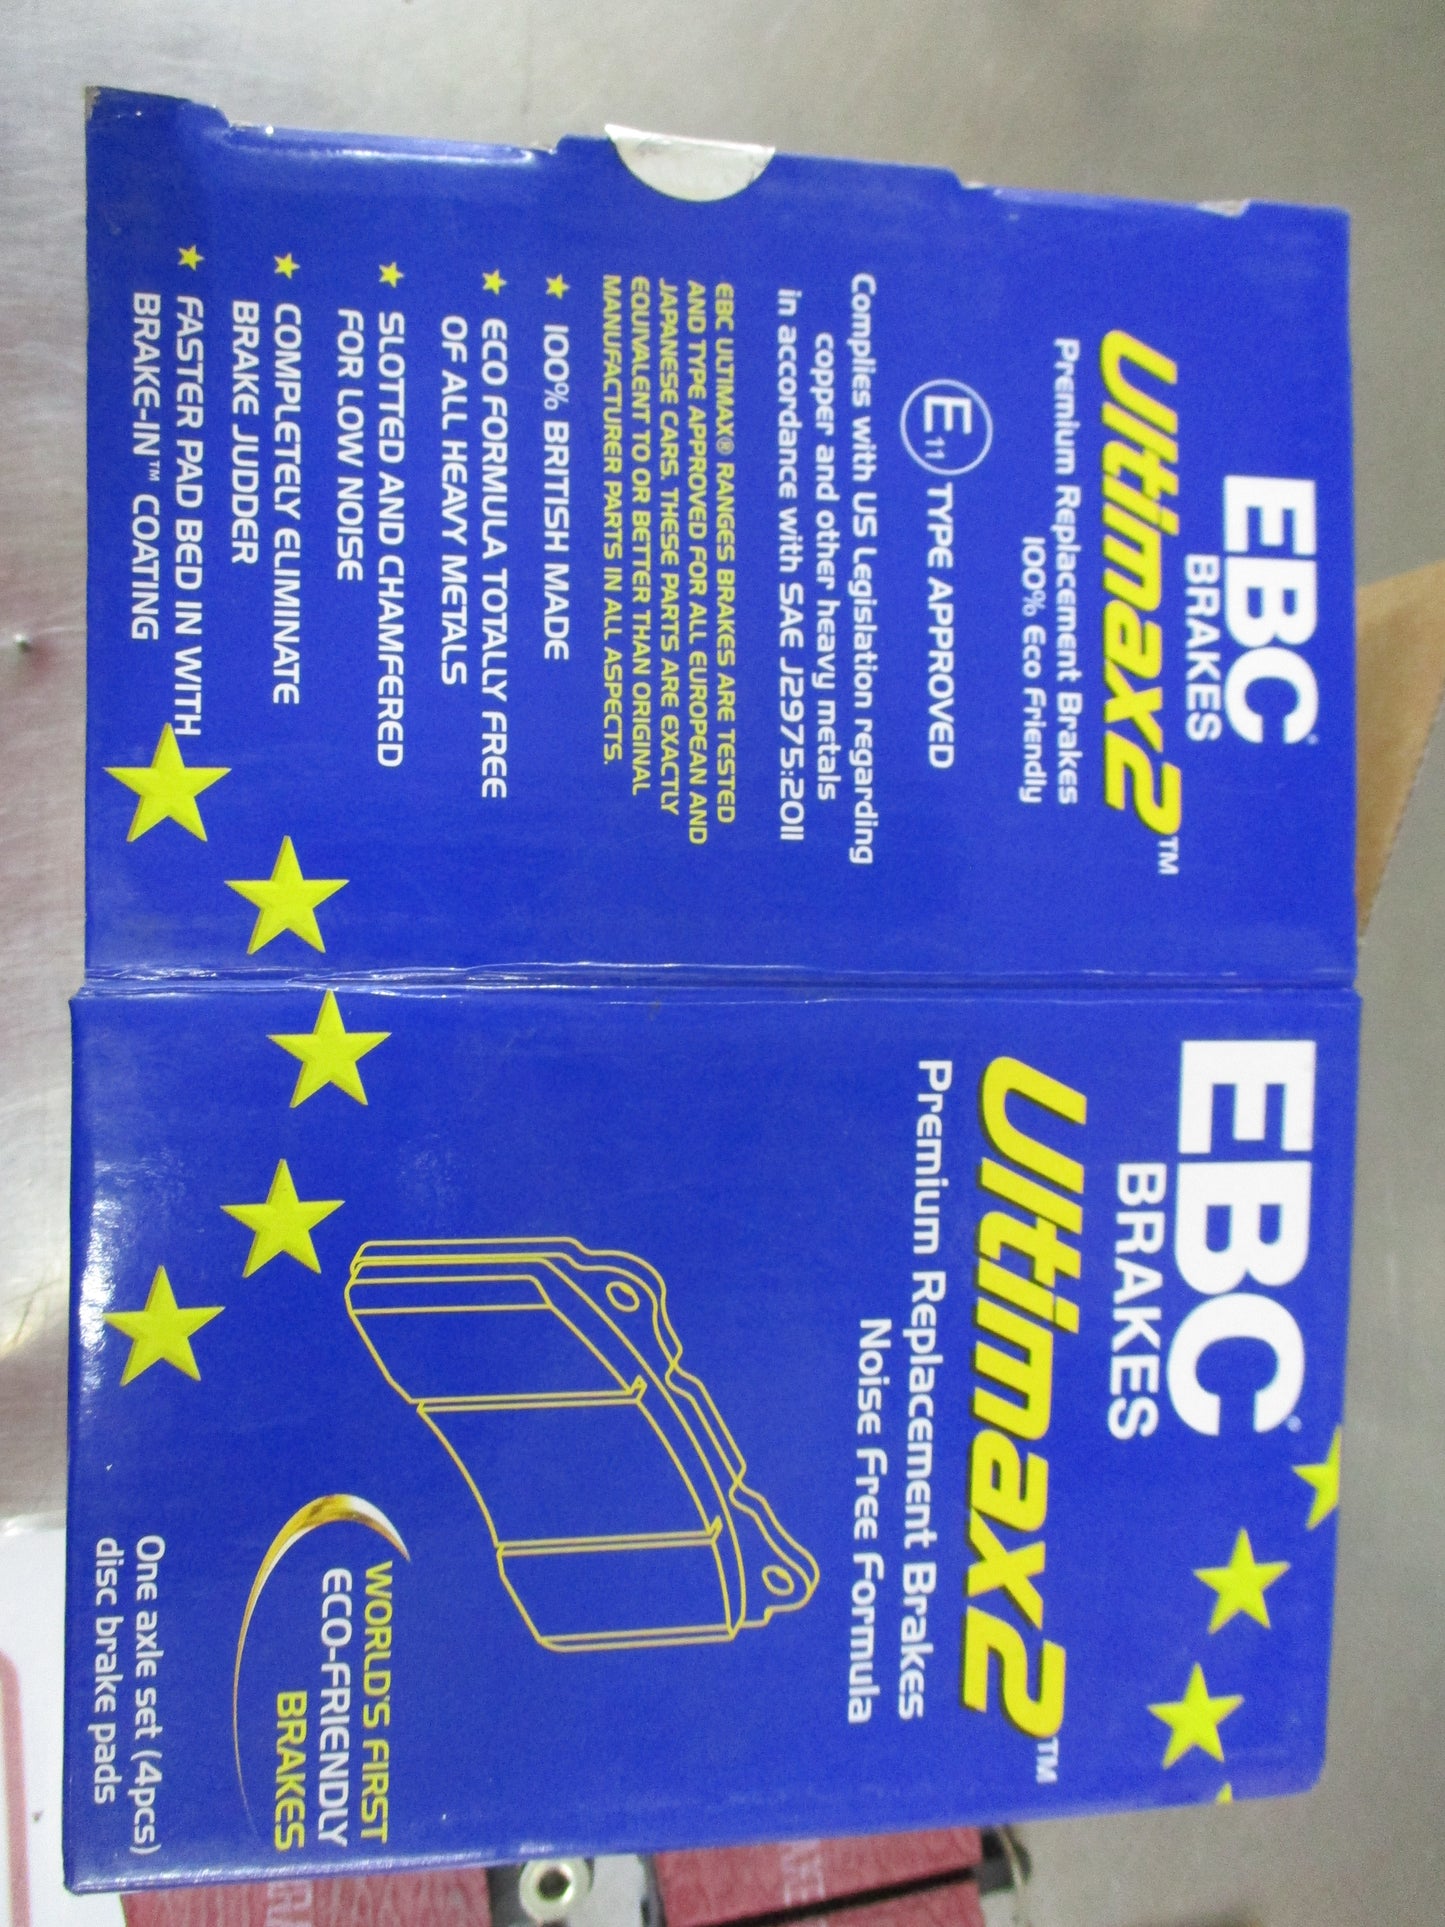 EBC®
BRAKES
Ultimax2™
Premium Replacement Brakes
100% Eco Friendly
E11 TYPE APPROVED
Complies with US Legislation regarding
copper and other heavy metals
in accordance with SAE J2975:2011
EBC ULTIMAX® RANGES BRAKES ARE TESTED
AND TYPE APPROVED FOR ALL EUROPEAN AND
JAPANESE CARS. THESE PARTS ARE EXACTLY
EQUIVALENT TO OR BETTER THAN ORIGINAL
MANUFACTURER PARTS IN ALL ASPECTS.
★ 100% BRITISH MADE
★ ECO FORMULA TOTALLY FREE
OF ALL HEAVY METALS
★ SLOTTED AND CHAMFERED
FOR LOW NOISE
★ COMPLETELY ELIMINATE
BRAKE JUDDER
★ FASTER PAD BED IN WITH
BRAKE-IN™ COATING
EBC®
BRAKES
Ultimax2™
Premium Replacement Brakes
Noise Free Formula
WORLD'S FIRST
ECO-FRIENDLY
BRAKES
One axle set (4pcs)
disc brake pads